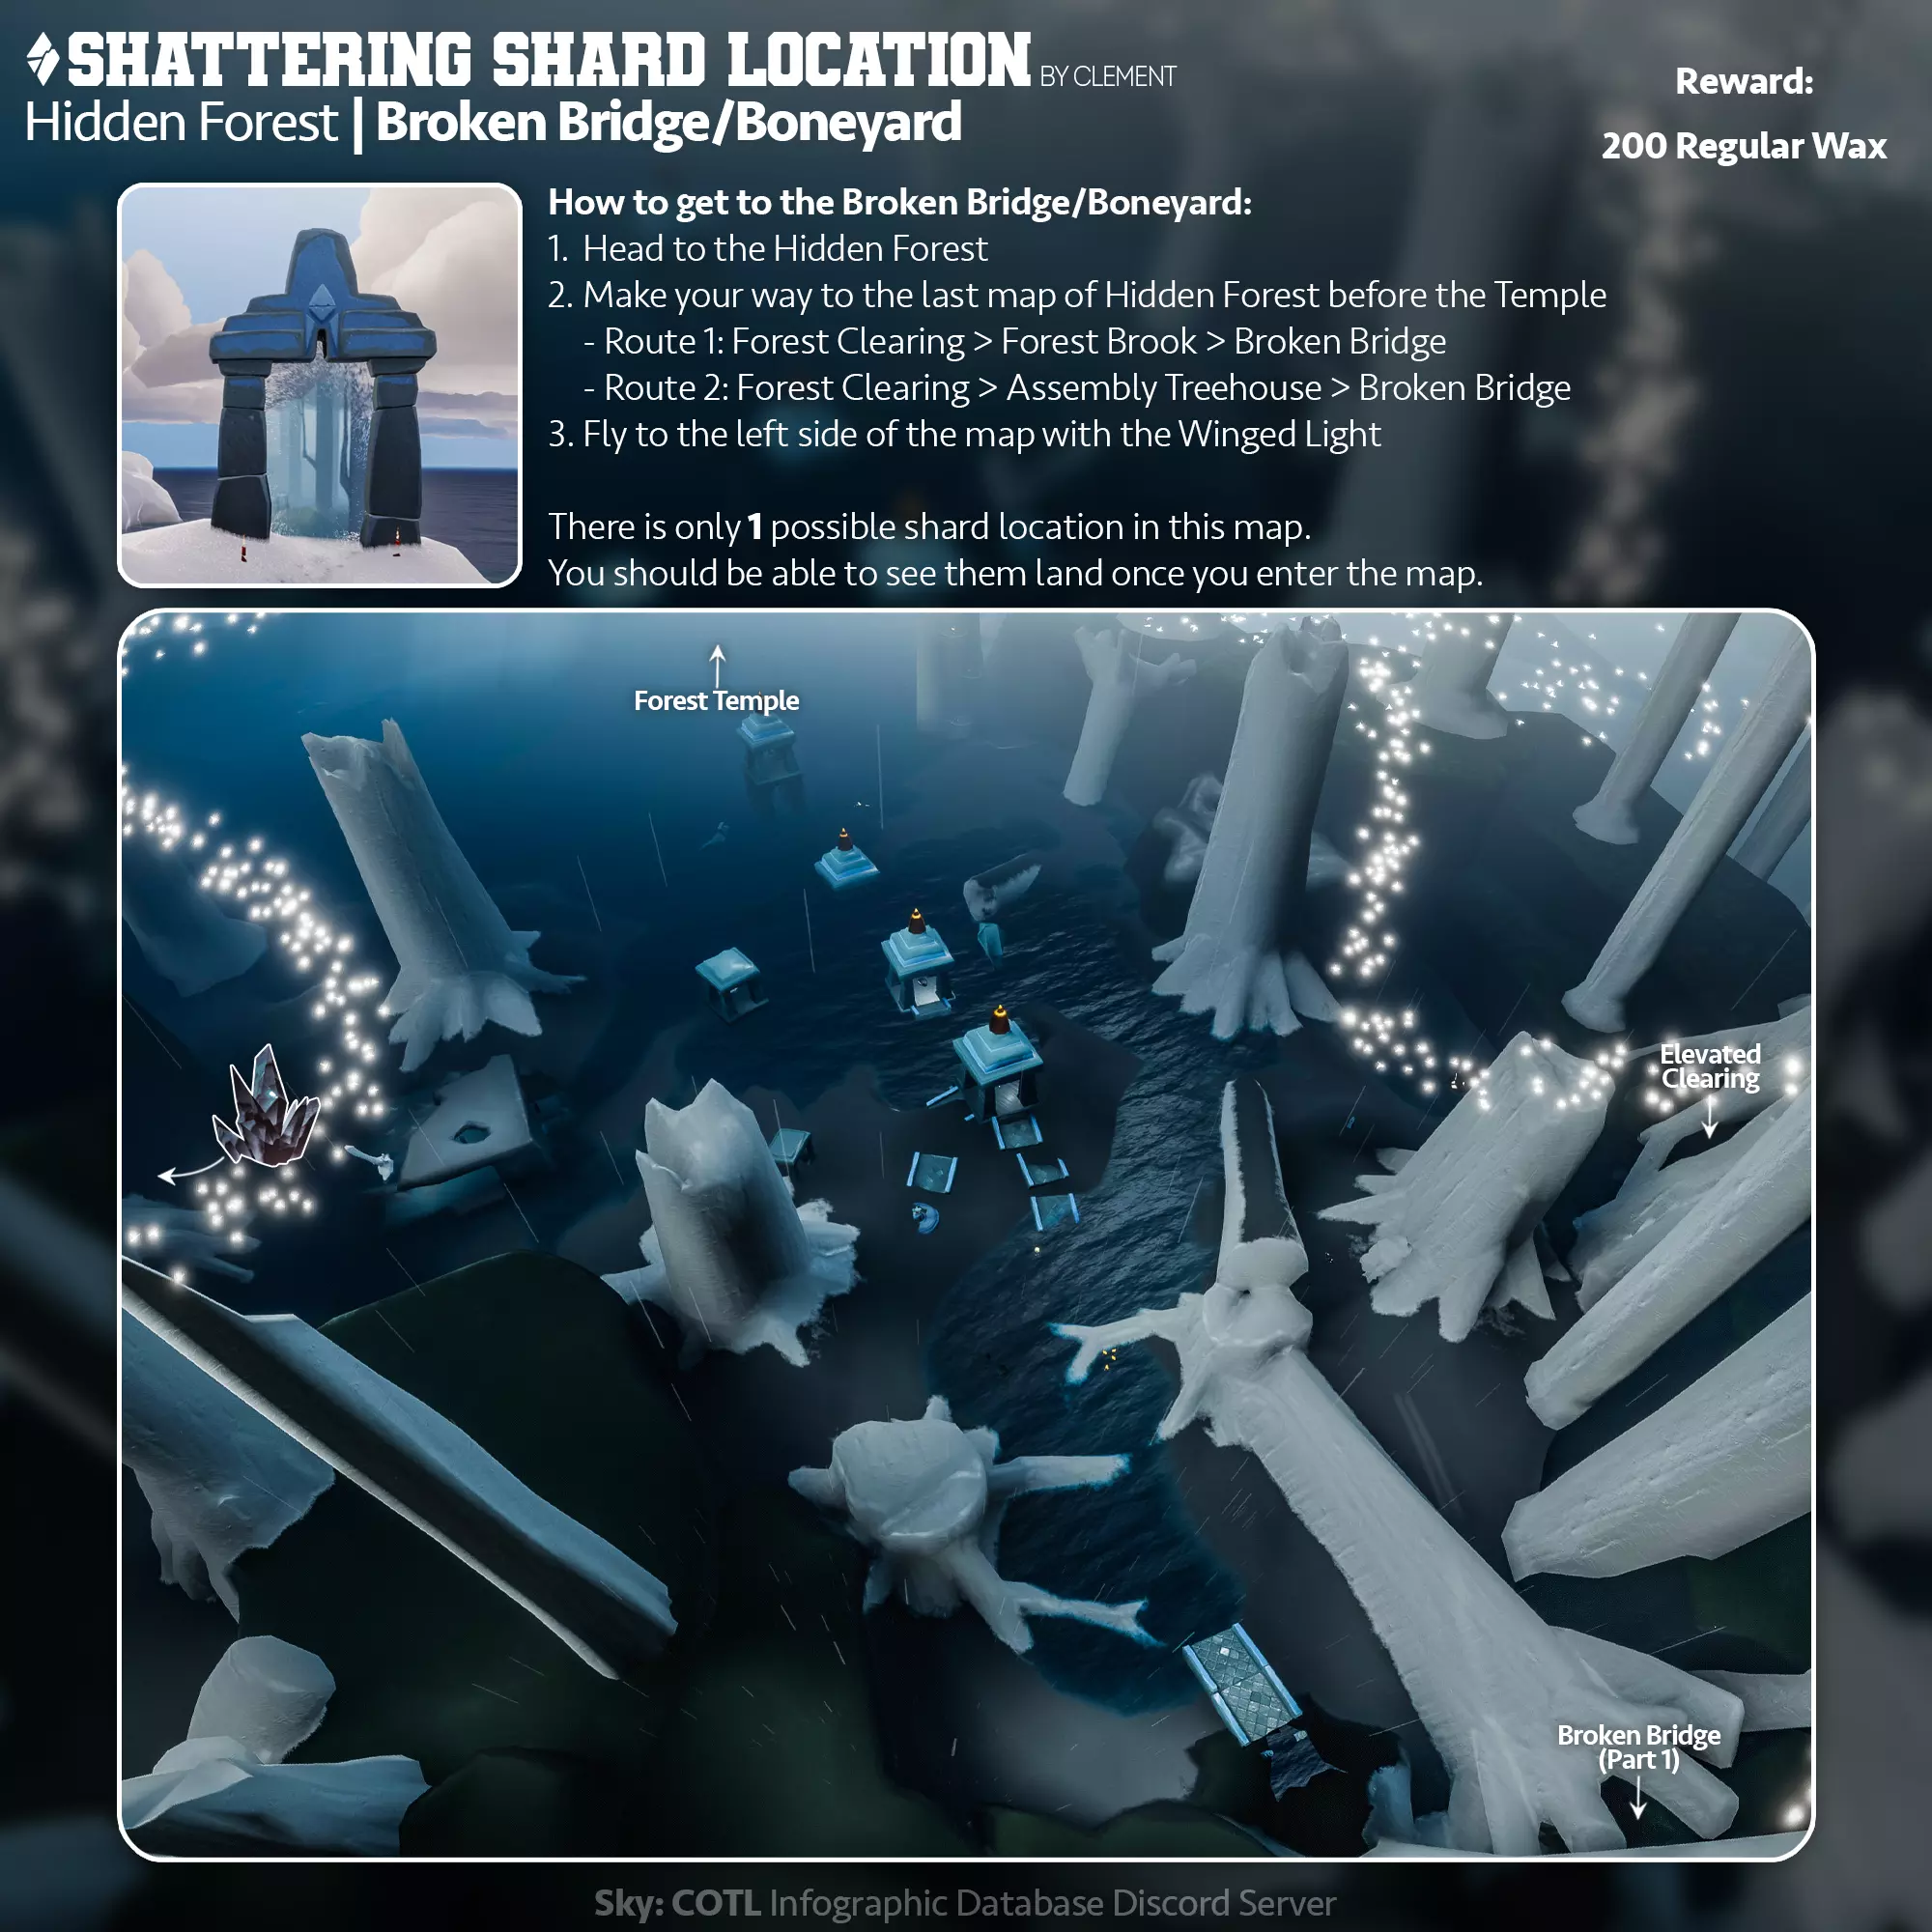 SHATTERING SHARD LOCATION BY CLEMENT
Hidden Forest | Broken Bridge/Boneyard
Reward:
200 Regular Wax
How to get to the Broken Bridge/Boneyard:
1. Head to the Hidden Forest
2. Make your way to the last map of Hidden Forest before the Temple
- Route 1: Forest Clearing > Forest Brook > Broken Bridge
- Route 2: Forest Clearing > Assembly Treehouse > Broken Bridge
3. Fly to the left side of the map with the Winged Light
There is only 1 possible shard location in this map.
You should be able to see them land once you enter the map.
Forest Temple
Elevated
Clearing
Broken Bridge
(Part 1)
Sky: COTL Infographic Database Discord Server